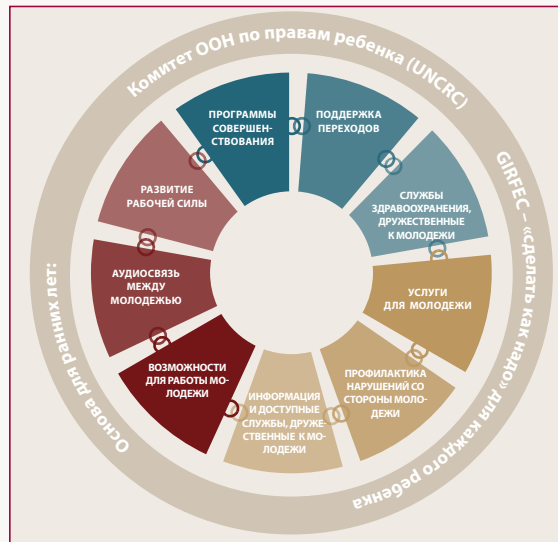 Комитет ООН по правам ребенка (UNCRC)
GIRFEC – «сделать как надо» для каждого ребенка
Основа для ранних лет:
ПРОГРАММЫ
СОВЕРШЕН-
СТВОВАНИЯ
ПОДДЕРЖКА
ПЕРЕХОДОВ
СЛУЖБЫ
ЗДРАВООХРАНЕНИЯ,
ДРУЖЕСТВЕННЫЕ
К МОЛОДЕЖИ
УСЛУГИ
ДЛЯ МОЛОДЕЖИ
ПРОФИЛАКТИКА
НАРУШЕНИЙ СО
СТОРОНЫ МОЛО-
ДЕЖИ
ИНФОРМАЦИЯ
И ДОСТУПНЫЕ
СЛУЖБЫ, ДРУЖЕ-
СТВЕННЫЕ К МО-
ЛОДЕЖИ
ВОЗМОЖНОСТИ
ДЛЯ РАБОТЫ МО-
ЛОДЕЖИ
АУДИОСВЯЗЬ
МЕЖДУ
МОЛОДЕЖЬЮ
РАЗВИТИЕ
РАБОЧЕЙ СИЛЫ